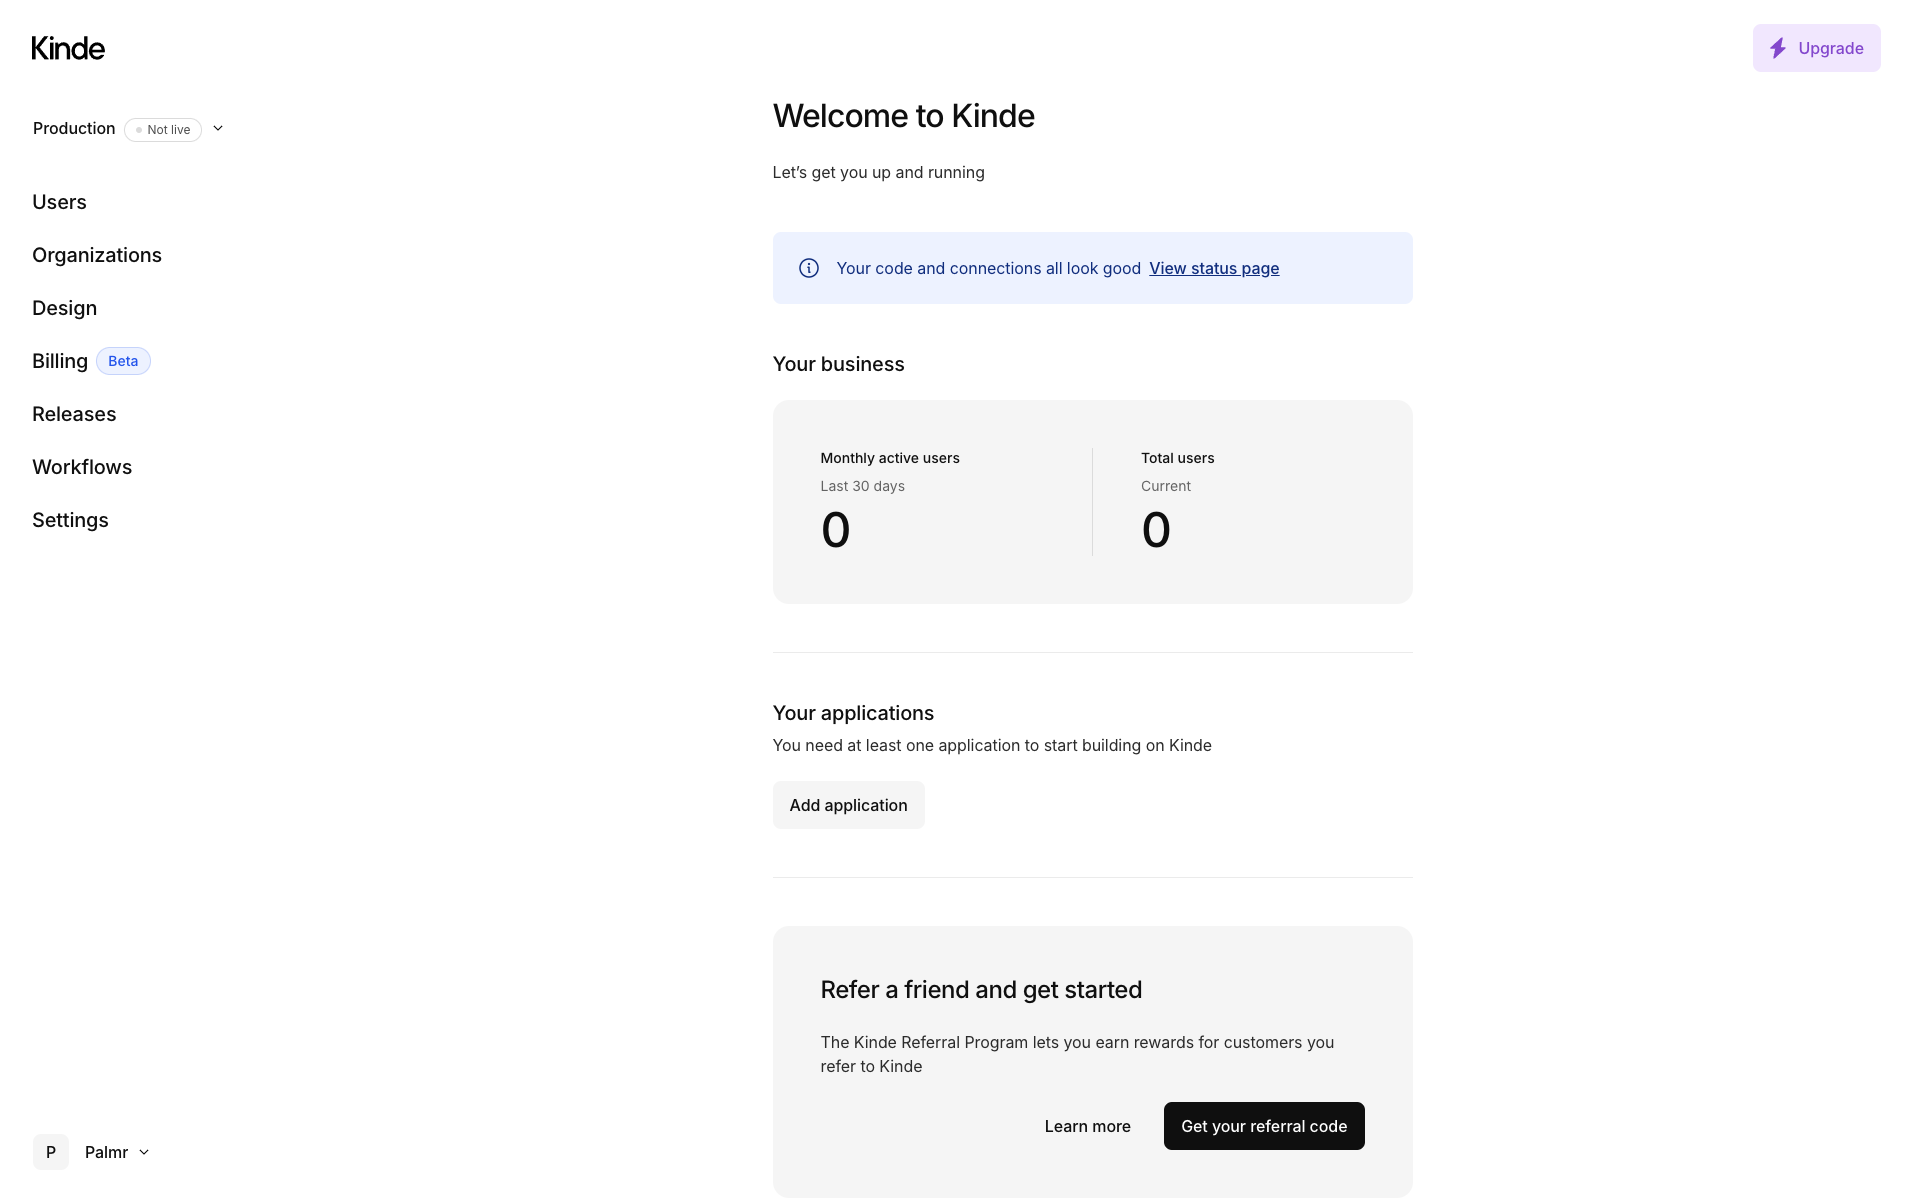 Kinde
Upgrade
Production
Not live
Users
Organizations
Design
Billing Beta
Releases
Workflows
Settings
Welcome to Kinde
Let’s get you up and running
Your code and connections all look good View status page
Your business
Monthly active users
Last 30 days
0
Total users
Current
0
Your applications
You need at least one application to start building on Kinde
Add application
Refer a friend and get started
The Kinde Referral Program lets you earn rewards for customers you
refer to Kinde
Learn more
Get your referral code
P Palmr